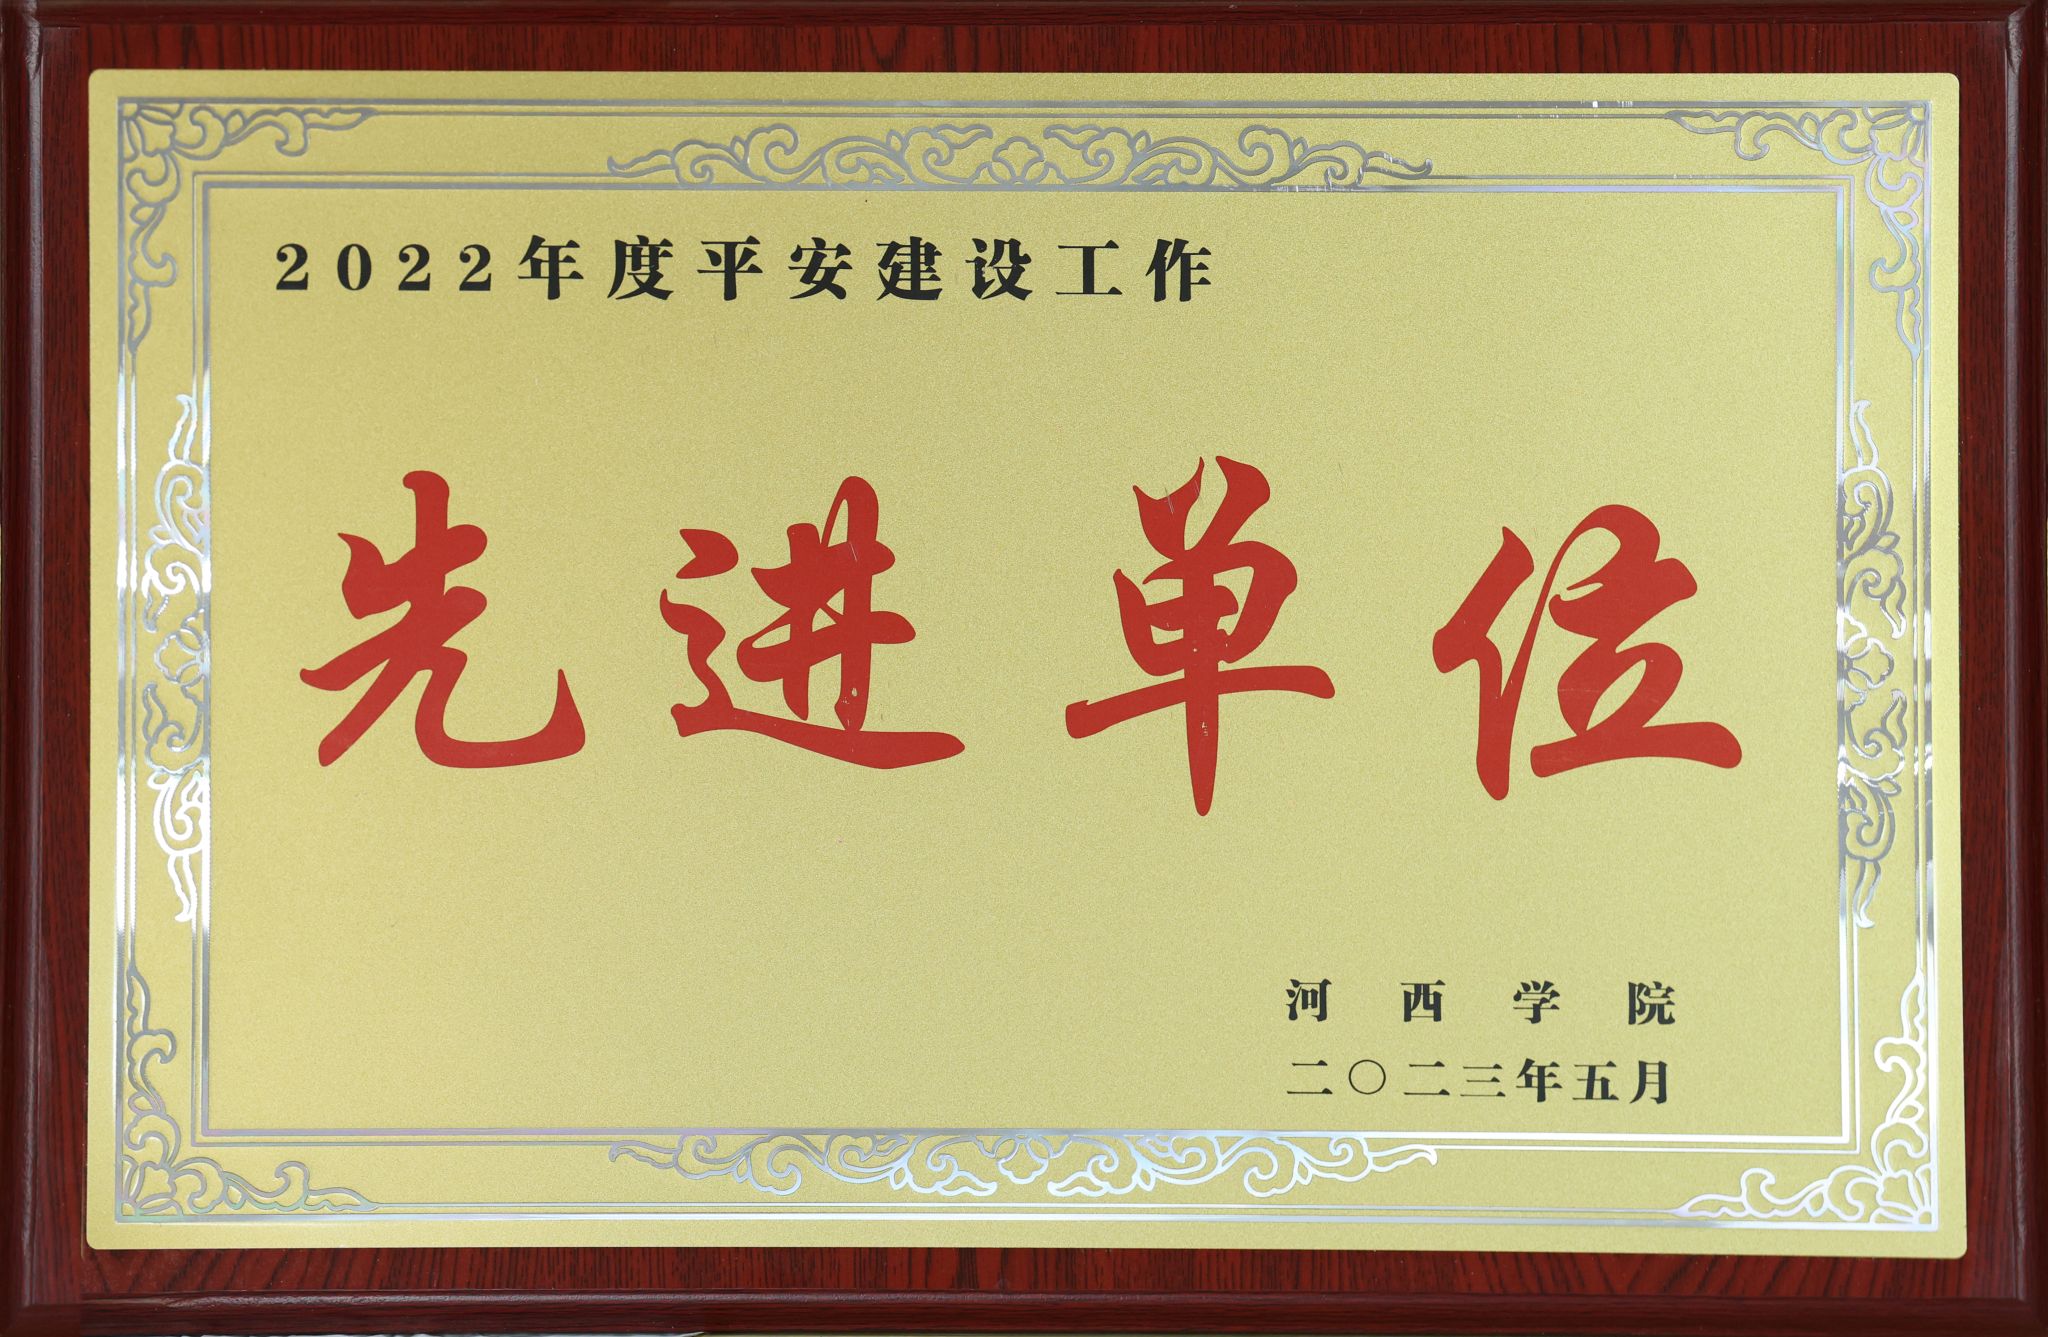 2022年度平安建设工作
先进单位
河西学院
二〇二三年五月